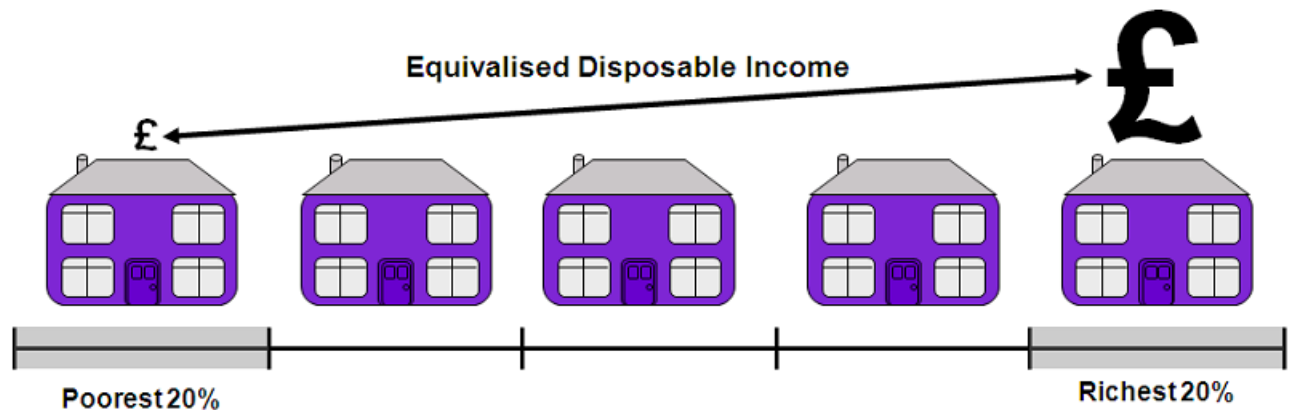 Equivalised Disposable Income
£
£
Poorest 20%
Richest 20%